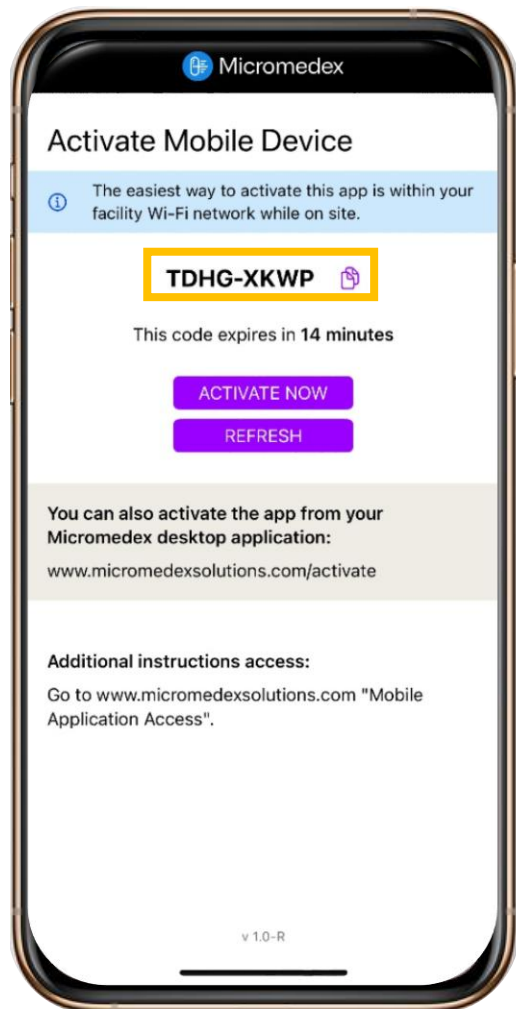 Micromedex
Activate Mobile Device
The easiest way to activate this app is within your
facility Wi-Fi network while on site.
TDHG-XKWP
This code expires in 14 minutes
ACTIVATE NOW
REFRESH
You can also activate the app from your
Micromedex desktop application:
www.micromedexsolutions.com/activate
Additional instructions access:
Go to www.micromedexsolutions.com "Mobile
Application Access".
v 1.0-R